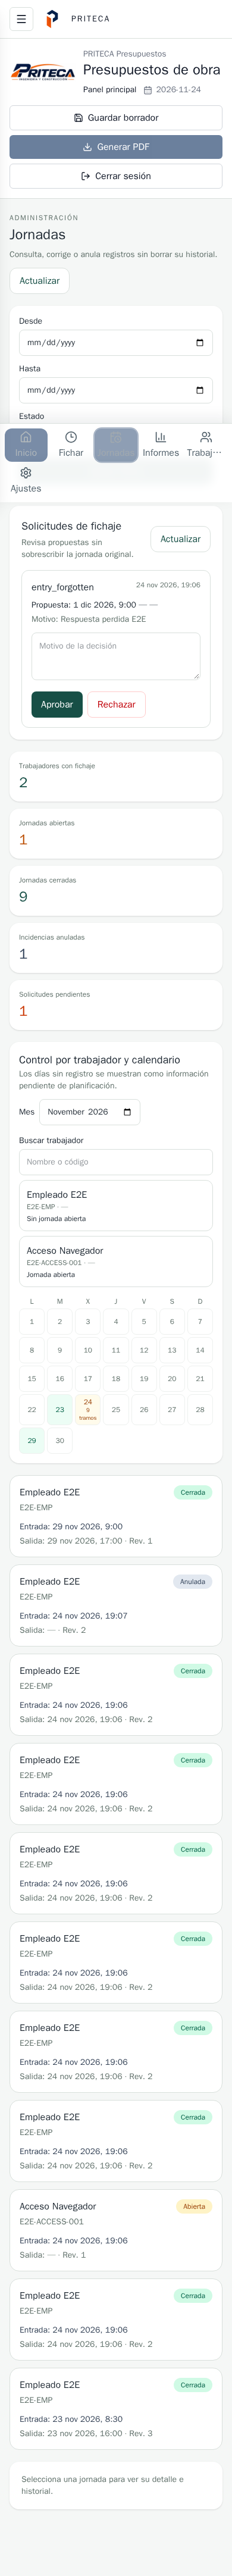 PRITECA
PRITECA
PRITECA Presupuestos
Presupuestos de obra
Panel principal 2026-11-24
Guardar borrador
Generar PDF
Cerrar sesión
ADMINISTRACIÓN
Jornadas
Consulta, corrige o anula registros sin borrar su historial.
Actualizar
Desde
mm/dd/yyyy
Hasta
mm/dd/yyyy
Estado
Inicio
Fichar
Informes
Trabaj…
Ajustes
Solicitudes de fichaje
Revisa propuestas sin
sobrescribir la jornada original.
Actualizar
entry_forgotten
24 nov 2026, 19:06
Propuesta: 1 dic 2026, 9:00 — —
Motivo: Respuesta perdida E2E
Motivo de la decisión
Aprobar
Rechazar
Trabajadores con fichaje
2
Jornadas abiertas
1
Jornadas cerradas
9
Incidencias anuladas
1
Solicitudes pendientes
1
Control por trabajador y calendario
Los días sin registro se muestran como información
pendiente de planificación.
Mes
November 2026
Buscar trabajador
Nombre o código
Empleado E2E
E2E-EMP · —
Sin jornada abierta
Acceso Navegador
E2E-ACCESS-001 · —
Jornada abierta
L M X J V S D
1 2 3 4 5 6 7
8 9 10 11 12 13 14
15 16 17 18 19 20 21
22 23 24 25 26 27 28
tramos
29 30
Empleado E2E
Cerrada
E2E-EMP
Entrada: 29 nov 2026, 9:00
Salida: 29 nov 2026, 17:00 · Rev. 1
Empleado E2E
Anulada
E2E-EMP
Entrada: 24 nov 2026, 19:07
Salida: — · Rev. 2
Empleado E2E
Cerrada
E2E-EMP
Entrada: 24 nov 2026, 19:06
Salida: 24 nov 2026, 19:06 · Rev. 2
Empleado E2E
Cerrada
E2E-EMP
Entrada: 24 nov 2026, 19:06
Salida: 24 nov 2026, 19:06 · Rev. 2
Empleado E2E
Cerrada
E2E-EMP
Entrada: 24 nov 2026, 19:06
Salida: 24 nov 2026, 19:06 · Rev. 2
Empleado E2E
Cerrada
E2E-EMP
Entrada: 24 nov 2026, 19:06
Salida: 24 nov 2026, 19:06 · Rev. 2
Empleado E2E
Cerrada
E2E-EMP
Entrada: 24 nov 2026, 19:06
Salida: 24 nov 2026, 19:06 · Rev. 2
Empleado E2E
Cerrada
E2E-EMP
Entrada: 24 nov 2026, 19:06
Salida: 24 nov 2026, 19:06 · Rev. 2
Acceso Navegador
Abierta
E2E-ACCESS-001
Entrada: 24 nov 2026, 19:06
Salida: — · Rev. 1
Empleado E2E
Cerrada
E2E-EMP
Entrada: 24 nov 2026, 19:06
Salida: 24 nov 2026, 19:06 · Rev. 2
Empleado E2E
Cerrada
E2E-EMP
Entrada: 23 nov 2026, 8:30
Salida: 23 nov 2026, 16:00 · Rev. 3
Selecciona una jornada para ver su detalle e
historial.